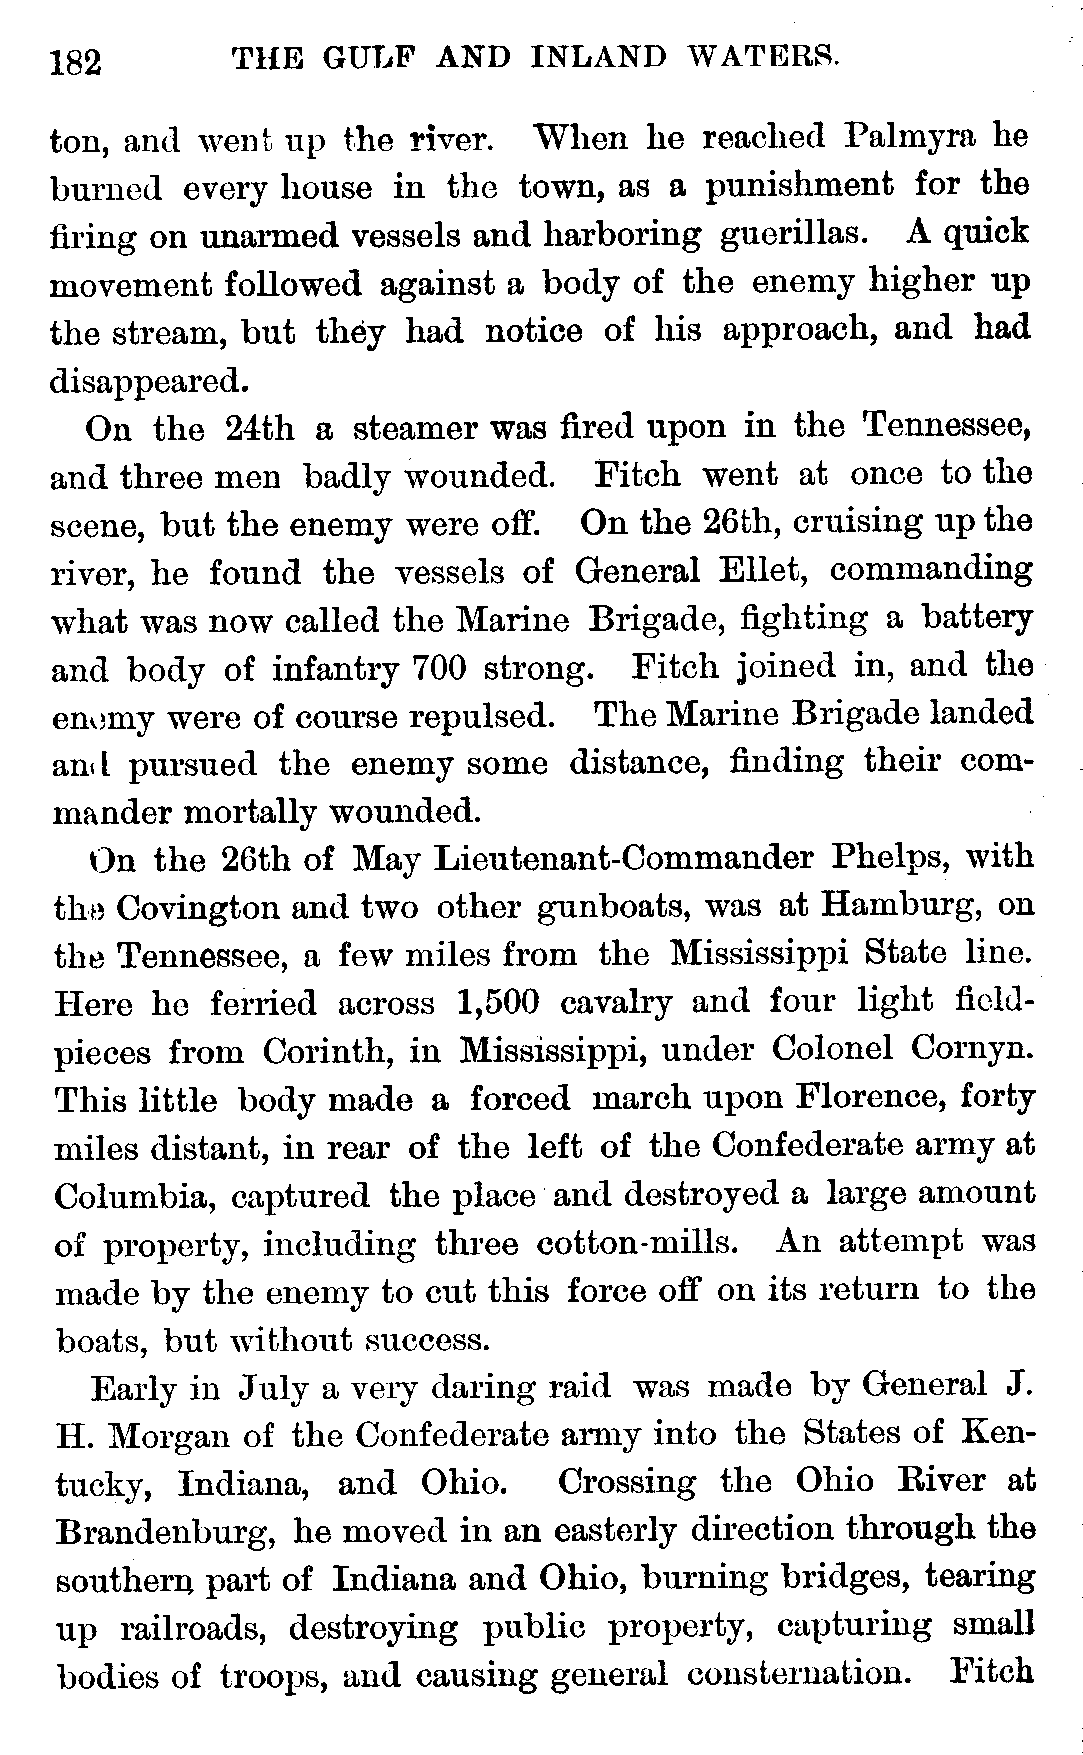 182 THE GULF AND INLAND WATERS.
ton, and went up the river. When he reached Palmyra he
burned every house in the town, as a punishment for the
firing on unarmed vessels and harboring guerillas. A quick
movement followed against a body of the enemy higher up
the stream, but they had notice of his approach, and had
disappeared.
On the 24th a steamer was fired upon in the Tennessee,
and three men badly wounded. Fitch went at once to the
scene, but the enemy were off. On the 26th, cruising up the
river, he found the vessels of General Ellet, commanding
what was now called the Marine Brigade, fighting a battery
and body of infantry 700 strong. Fitch joined in, and the
enemy were of course repulsed. The Marine Brigade landed
and pursued the enemy some distance, finding their com-
mander mortally wounded.
On the 26th of May Lieutenant-Commander Phelps, with
the Covington and two other gunboats, was at Hamburg, on
the Tennessee, a few miles from the Mississippi State line.
Here he ferried across 1,500 cavalry and four light field-
pieces from Corinth, in Mississippi, under Colonel Cornyn.
This little body made a forced march upon Florence, forty
miles distant, in rear of the left of the Confederate army at
Columbia, captured the place and destroyed a large amount
of property, including three cotton-mills. An attempt was
made by the enemy to cut this force off on its return to the
boats, but without success.
Early in July a very daring raid was made by General J.
H. Morgan of the Confederate army into the States of Ken-
tucky, Indiana, and Ohio. Crossing the Ohio River at
Brandenburg, he moved in an easterly direction through the
southern part of Indiana and Ohio, burning bridges, tearing
up railroads, destroying public property, capturing small
bodies of troops, and causing general consternation. Fitch